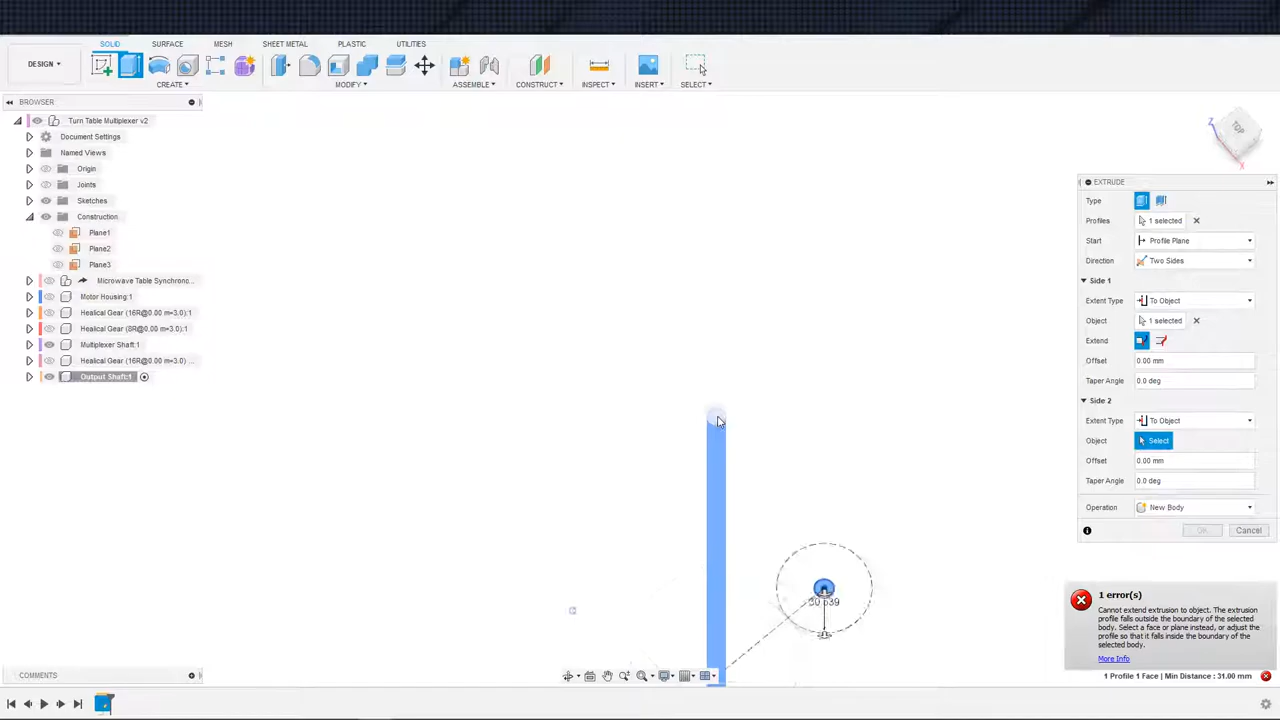 SOLID SURFACE MESH SHEET METAL PLASTIC UTILITIES
DESIGN
CREATE MODIFY ASSEMBLE CONSTRUCT INSPECT INSERT SELECT
BROWSER
Turn Table Multiplexer v2
Document Settings
Named Views
Origin
Joints
Sketches
Construction
Plane1
Plane2
Plane3
Microwave Table Synchrono...
Motor Housing:1
Healical Gear (16R@0.00 m=3.0):1
Healical Gear (8R@0.00 m=3.0):1
Multiplexer Shaft:1
Healical Gear (16R@0.00 m=3.0) ...
Output Shaft:1
Z
TOP
X
EXTRUDE
Type
Profiles 1 selected
Start Profile Plane
Direction Two Sides
Side 1
Extent Type To Object
Object 1 selected
Extend
Offset 0.00 mm
Taper Angle 0.0 deg
Side 2
Extent Type To Object
Object Select
Offset 0.00 mm
Taper Angle 0.0 deg
Operation New Body
OK Cancel
1 error(s)
Cannot extend extrusion to object. The extrusion
profile falls outside the boundary of the selected
body. Select a face or plane instead, or adjust the
profile so that it falls inside the boundary of the
selected body.
More Info
1 Profile 1 Face | Min Distance : 31.00 mm
COMMENTS